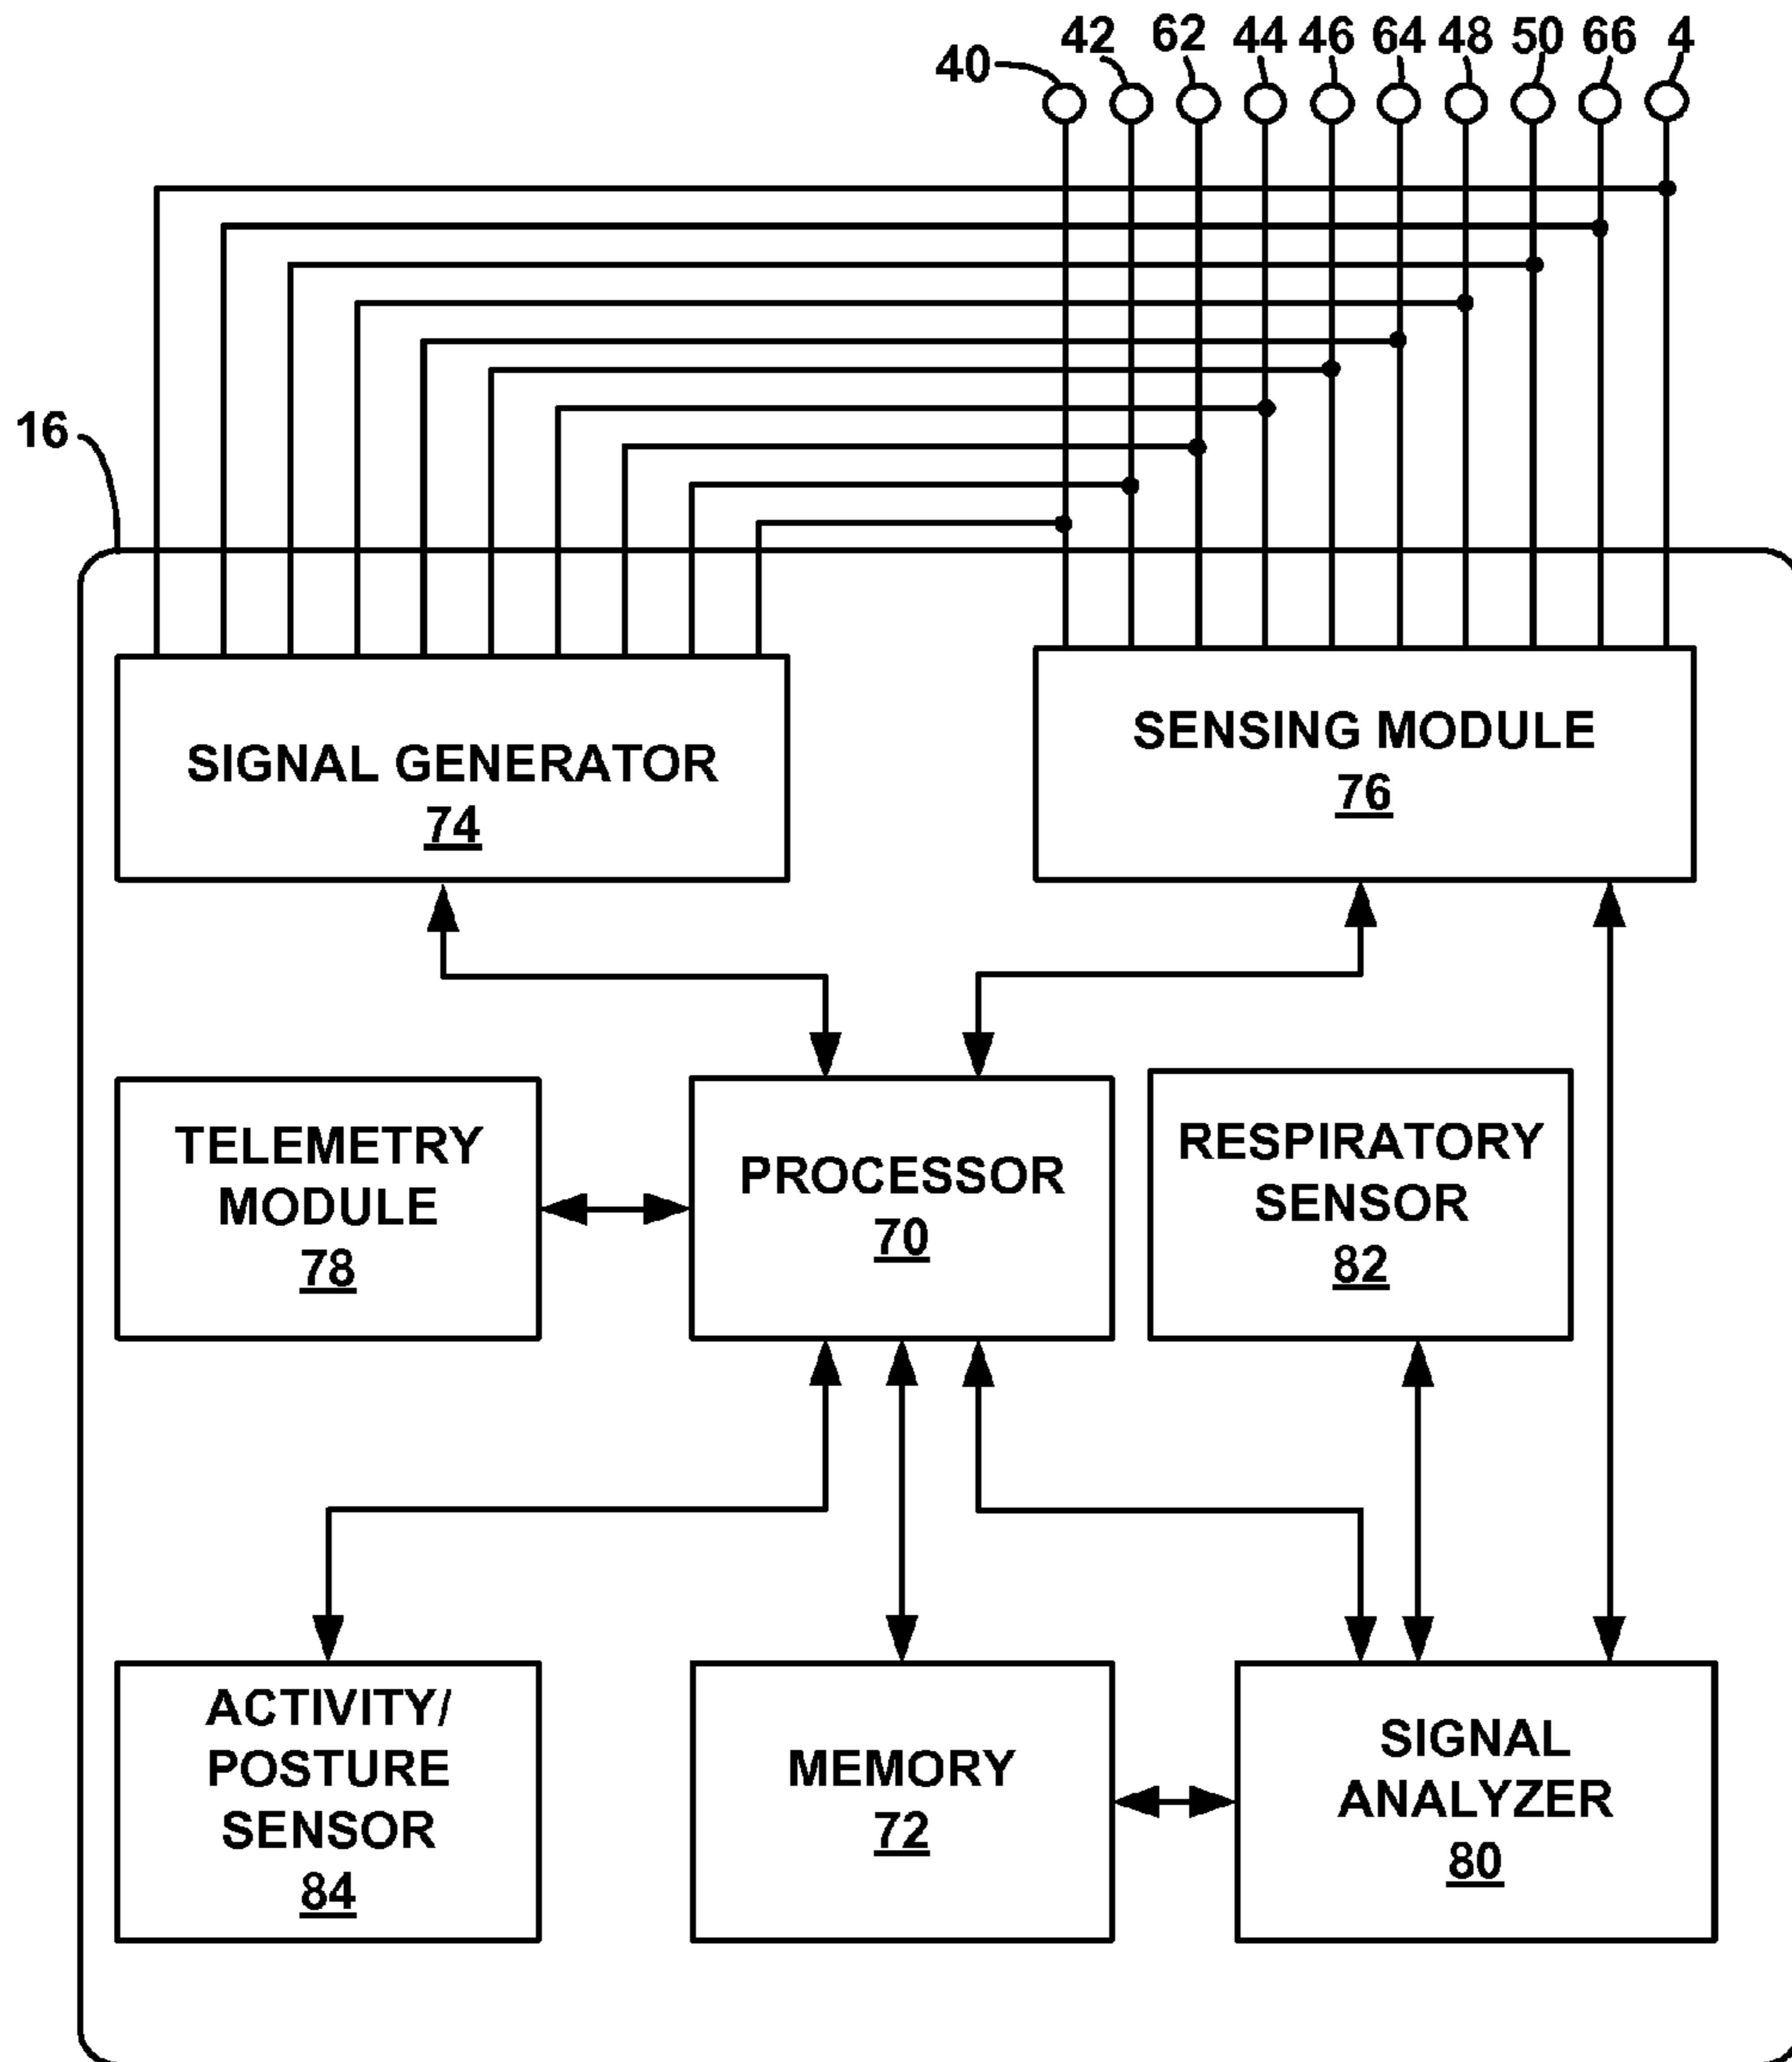 40 42 62 44 46 64 48 50 66 4
16
SIGNAL GENERATOR
74
SENSING MODULE
76
TELEMETRY
MODULE
78
PROCESSOR
70
RESPIRATORY
SENSOR
82
ACTIVITY/
POSTURE
SENSOR
84
MEMORY
72
SIGNAL
ANALYZER
80